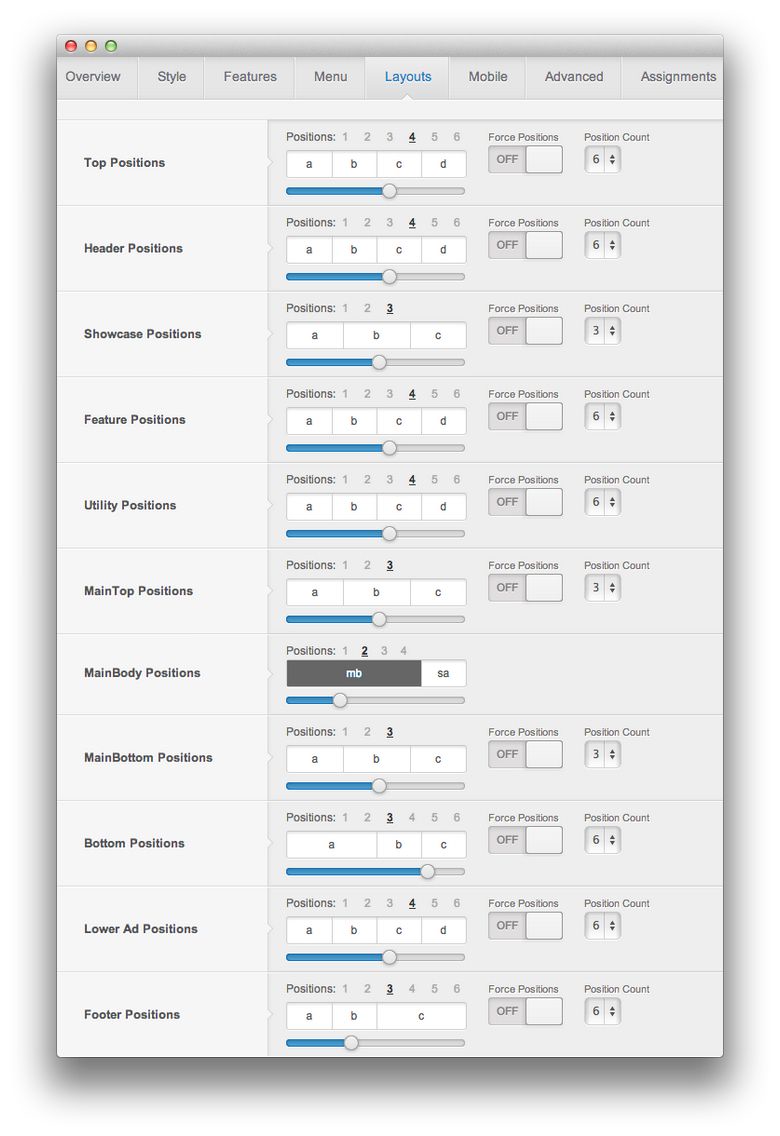 Overview Style Features Menu Layouts Mobile Advanced Assignments
Positions: 1 2 3 4 5 6 Force Positions Position Count
Top Positions a b c d OFF 6
Positions: 1 2 3 4 5 6 Force Positions Position Count
Header Positions a b c d OFF 6
Positions: 1 2 3 Force Positions Position Count
Showcase Positions a b c OFF 3
Positions: 1 2 3 4 5 6 Force Positions Position Count
Feature Positions a b c d OFF 6
Positions: 1 2 3 4 5 6 Force Positions Position Count
Utility Positions a b c d OFF 6
Positions: 1 2 3 Force Positions Position Count
MainTop Positions a b c OFF 3
Positions: 1 2 3 4
MainBody Positions mb sa
Positions: 1 2 3 Force Positions Position Count
MainBottom Positions a b c OFF 3
Positions: 1 2 3 4 5 6 Force Positions Position Count
Bottom Positions a b c OFF 6
Positions: 1 2 3 4 5 6 Force Positions Position Count
Lower Ad Positions a b c d OFF 6
Positions: 1 2 3 4 5 6 Force Positions Position Count
Footer Positions a b c OFF 6